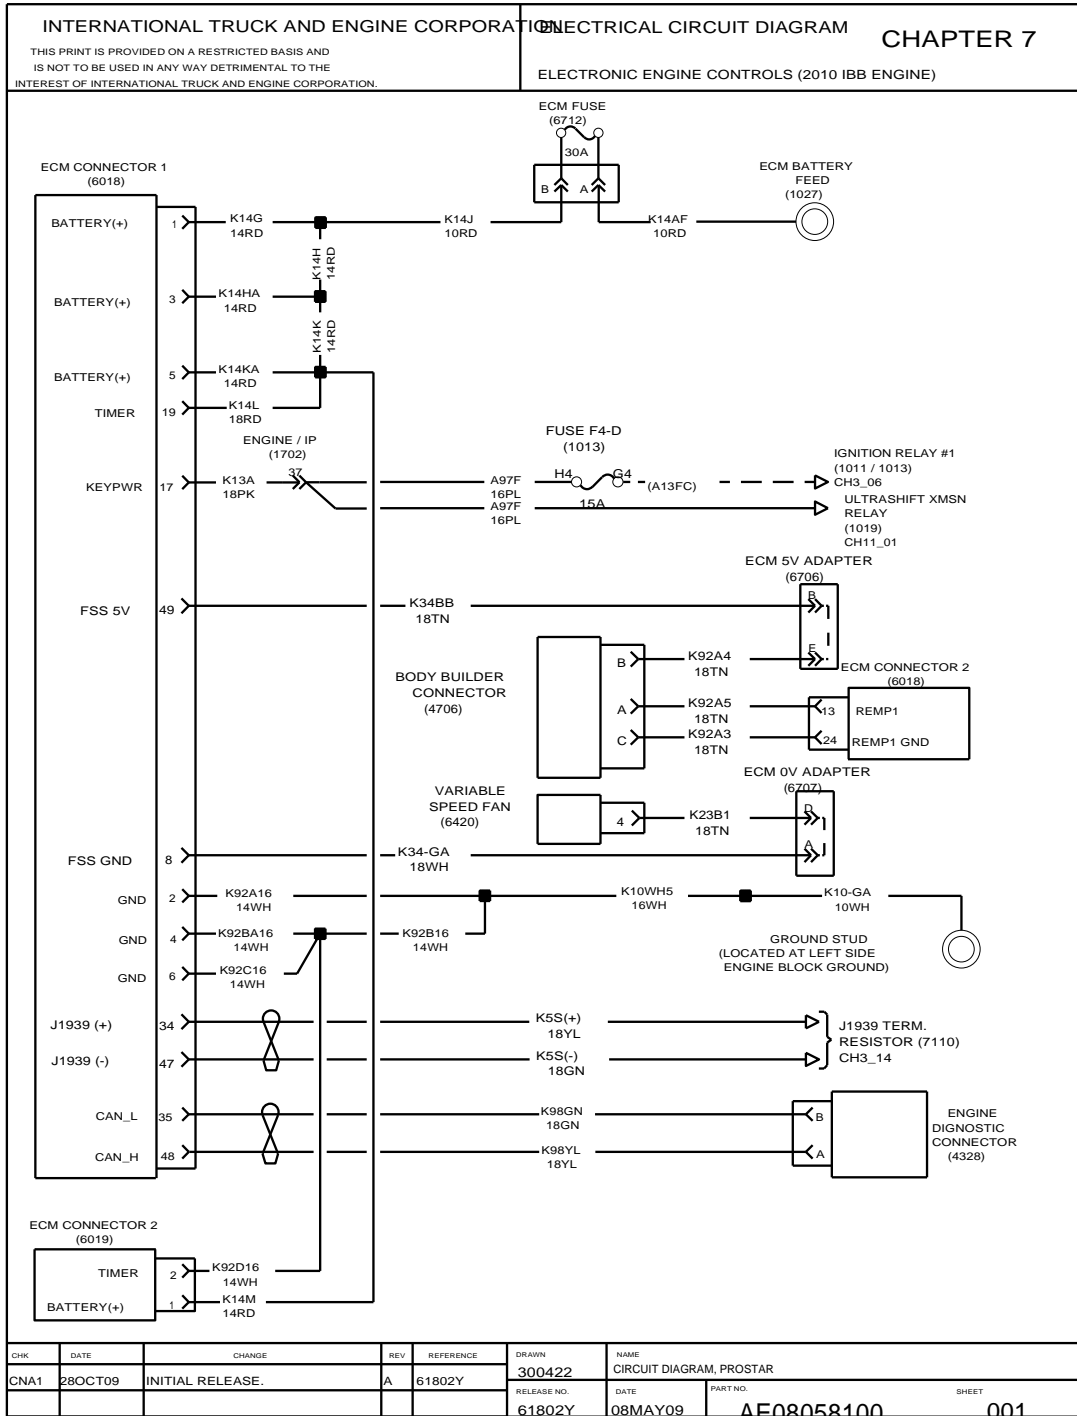 INTERNATIONAL TRUCK AND ENGINE CORPORATION
ELECTRICAL CIRCUIT DIAGRAM
CHAPTER 7
THIS PRINT IS PROVIDED ON A RESTRICTED BASIS AND
IS NOT TO BE USED IN ANY WAY DETRIMENTAL TO THE
INTEREST OF INTERNATIONAL TRUCK AND ENGINE CORPORATION.
ELECTRONIC ENGINE CONTROLS (2010 IBB ENGINE)
ECM FUSE
(6712)
30A
B
A
ECM BATTERY
FEED
(1027)
ECM CONNECTOR 1
(6018)
BATTERY(+)
1
K14G
14RD
K14J
10RD
K14AF
10RD
K14H
14RD
BATTERY(+)
3
K14HA
14RD
K14K
14RD
BATTERY(+)
5
K14KA
14RD
TIMER
19
K14L
18RD
ENGINE / IP
(1702)
37
KEYPWR
17
K13A
18PK
A97F
16PL
A97F
16PL
FUSE F4-D
(1013)
H4
G4
15A
(A13FC)
IGNITION RELAY #1
(1011 / 1013)
CH3_06
ULTRASHIFT XMSN
RELAY
(1019)
CH11_01
ECM 5V ADAPTER
(6706)
FSS 5V
49
K34BB
18TN
B
E
BODY BUILDER
CONNECTOR
(4706)
B
K92A4
18TN
A
K92A5
18TN
C
K92A3
18TN
ECM CONNECTOR 2
(6018)
13
REMP1
24
REMP1 GND
ECM 0V ADAPTER
(6707)
VARIABLE
SPEED FAN
(6420)
4
K23B1
18TN
D
A
FSS GND
8
K34-GA
18WH
GND
2
K92A16
14WH
K10WH5
16WH
K10-GA
10WH
GND
4
K92BA16
14WH
K92B16
14WH
GROUND STUD
(LOCATED AT LEFT SIDE
ENGINE BLOCK GROUND)
GND
6
K92C16
14WH
J1939 (+)
34
K5S(+)
18YL
J1939 (-)
47
K5S(-)
18GN
J1939 TERM.
RESISTOR (7110)
CH3_14
CAN_L
35
K98GN
18GN
B
CAN_H
48
K98YL
18YL
A
ENGINE
DIGNOSTIC
CONNECTOR
(4328)
ECM CONNECTOR 2
(6019)
TIMER
2
K92D16
14WH
BATTERY(+)
1
K14M
14RD
CHK
DATE
CHANGE
REV
REFERENCE
DRAWN
NAME
CNA1
28OCT09
INITIAL RELEASE.
A
61802Y
300422
CIRCUIT DIAGRAM, PROSTAR
RELEASE NO.
DATE
PART NO.
SHEET
61802Y
08MAY09
AE08058100
001